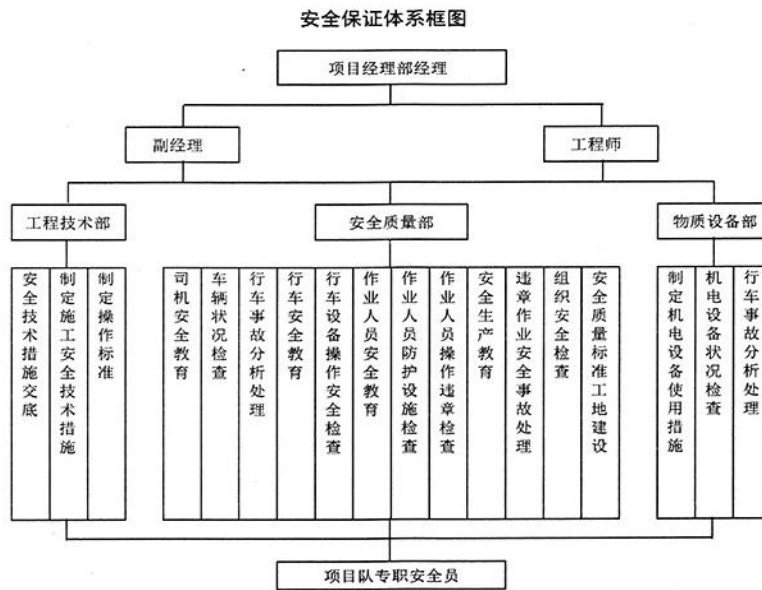 安全保证体系框图
项目经理部经理
副经理
工程师
工程技术部
安全质量部
物质设备部
安全技术措施交底
制定施工安全技术措施
制定操作标准
司机安全教育
车辆状况检查
行车事故分析处理
行车安全教育
行车设备操作安全检查
作业人员安全教育
作业人员防护设施检查
作业人员操作违章检查
安全生产教育
违章作业安全事故处理
组织安全检查
安全质量标准工地建设
制定机电设备使用措施
机电设备状况检查
行车事故分析处理
项目队专职安全员